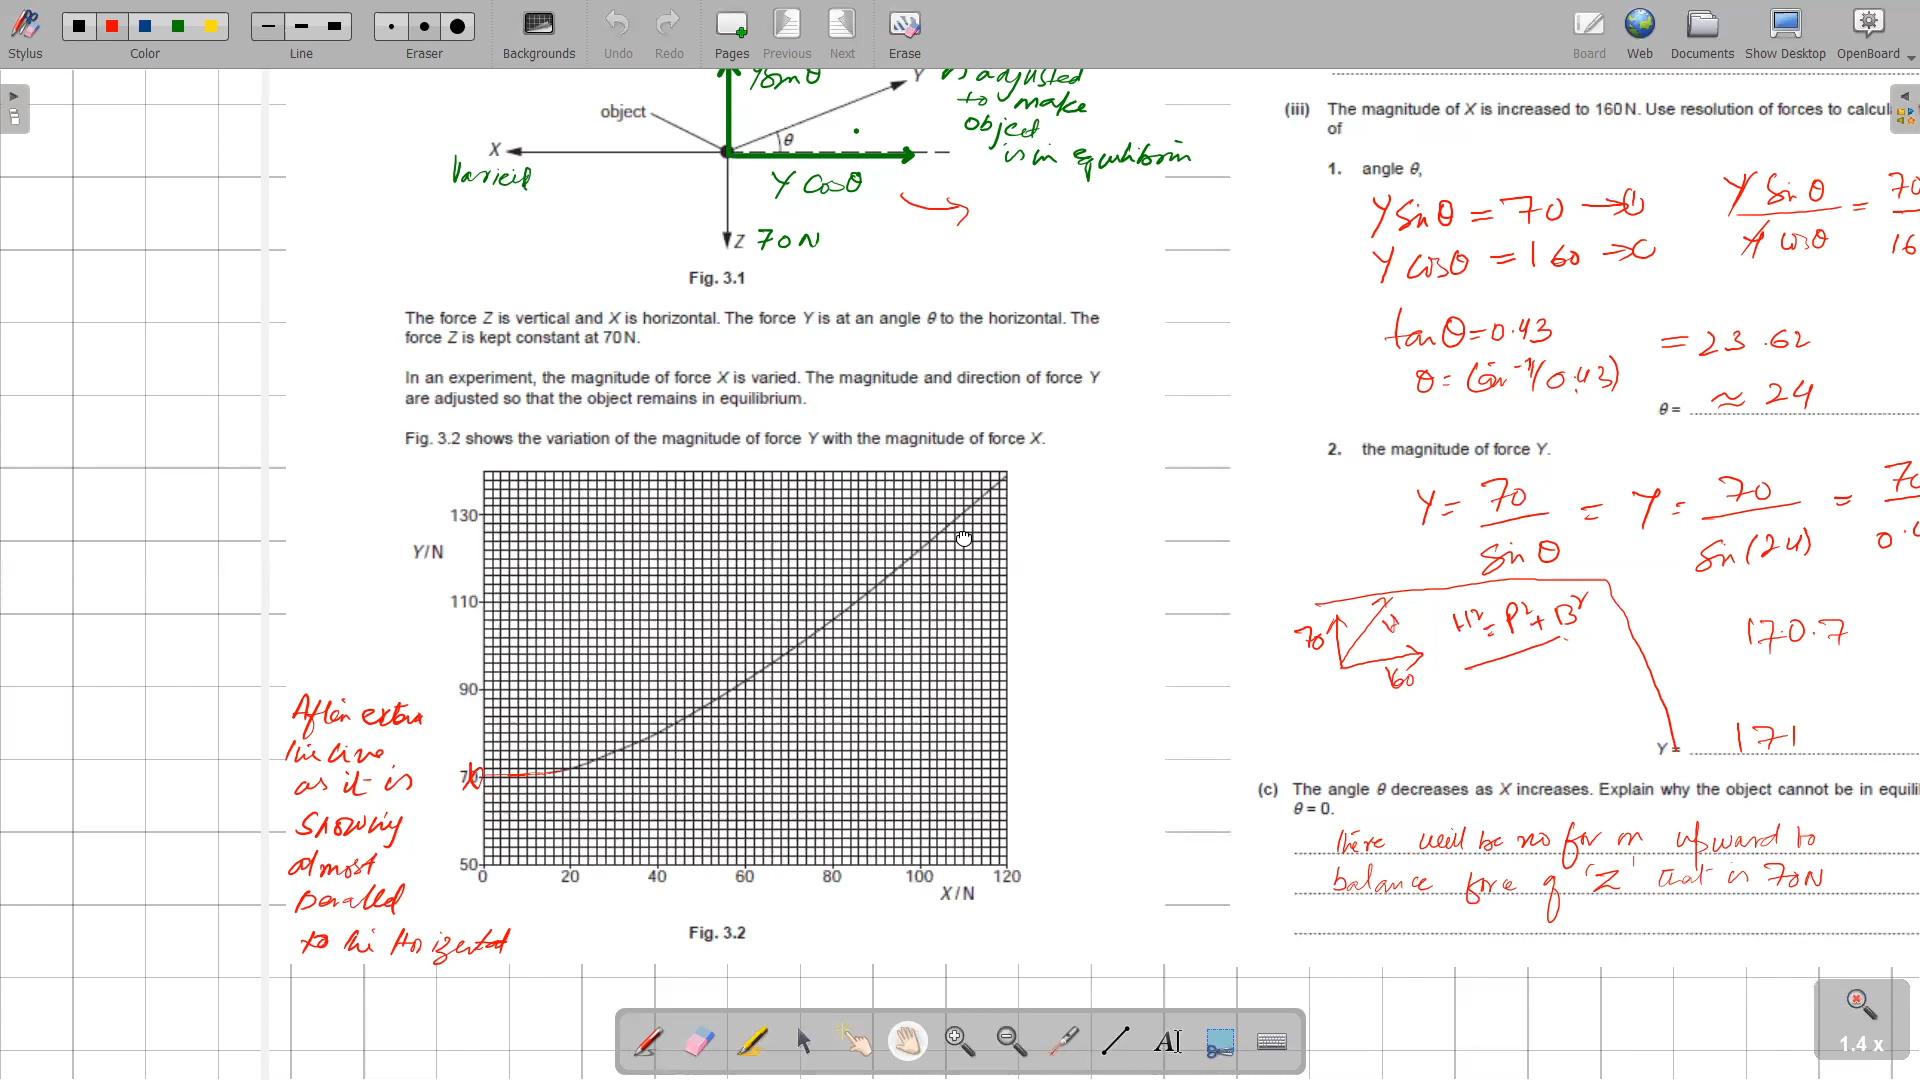 Stylus
Color
Line
Eraser
Backgrounds
Undo
Redo
Pages
Previous
Next
Erase
Board
Web
Documents
Show Desktop
OpenBoard
Y sin θ
Y
is adjusted
to make
object
is in equilibrium
object
θ
X
Varied
Y cos θ
Z 70 N
Fig. 3.1
The force Z is vertical and X is horizontal. The force Y is at an angle θ to the horizontal. The
force Z is kept constant at 70 N.
In an experiment, the magnitude of force X is varied. The magnitude and direction of force Y
are adjusted so that the object remains in equilibrium.
Fig. 3.2 shows the variation of the magnitude of force Y with the magnitude of force X.
130
Y/N
110
90
70
50
0 20 40 60 80 100 120
X/N
Fig. 3.2
After
the line
as it is
showing
almost
to the Horizental
(iii) The magnitude of X is increased to 160 N. Use resolution of forces to
of
1. angle θ,
Y sin θ = 70
Y cos θ = 160
Y sin θ / Y cos θ =
tan θ = 0.43
θ = tan⁻¹(0.43)
= 23.62
θ = ≈ 24
2. the magnitude of force Y.
Y = 70 / sin θ = Y = 70 / sin(24) =
70
H
160
H² = P² + B²
170.7
Y = 171
(c) The angle θ decreases as X increases. Explain why the object cannot be in
θ = 0.
there will be no upward to
balance force of 'Z' that is 70N
1.4 x